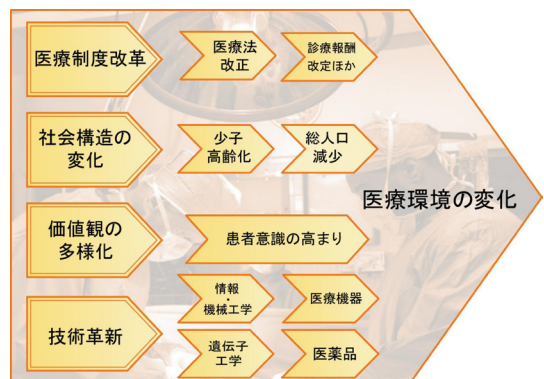 医療制度改革
医療法
改正
診療報酬
改定ほか
社会構造の
変化
少子
高齢化
総人口
減少
医療環境の変化
価値観の
多様化
患者意識の高まり
技術革新
情報
・
機械工学
医療機器
遺伝子
工学
医薬品